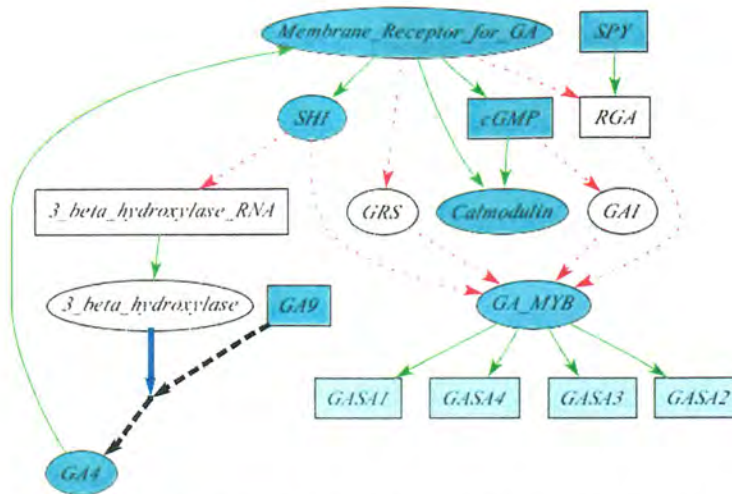 Membrane_Receptor_for_GA
SPY
SHI
cGMP
RGA
3_beta_hydroxylase_RNA
GRS
Calmodulin
GAI
3_beta_hydroxylase
GA9
GA_MYB
GASA1
GASA4
GASA3
GASA2
GA4